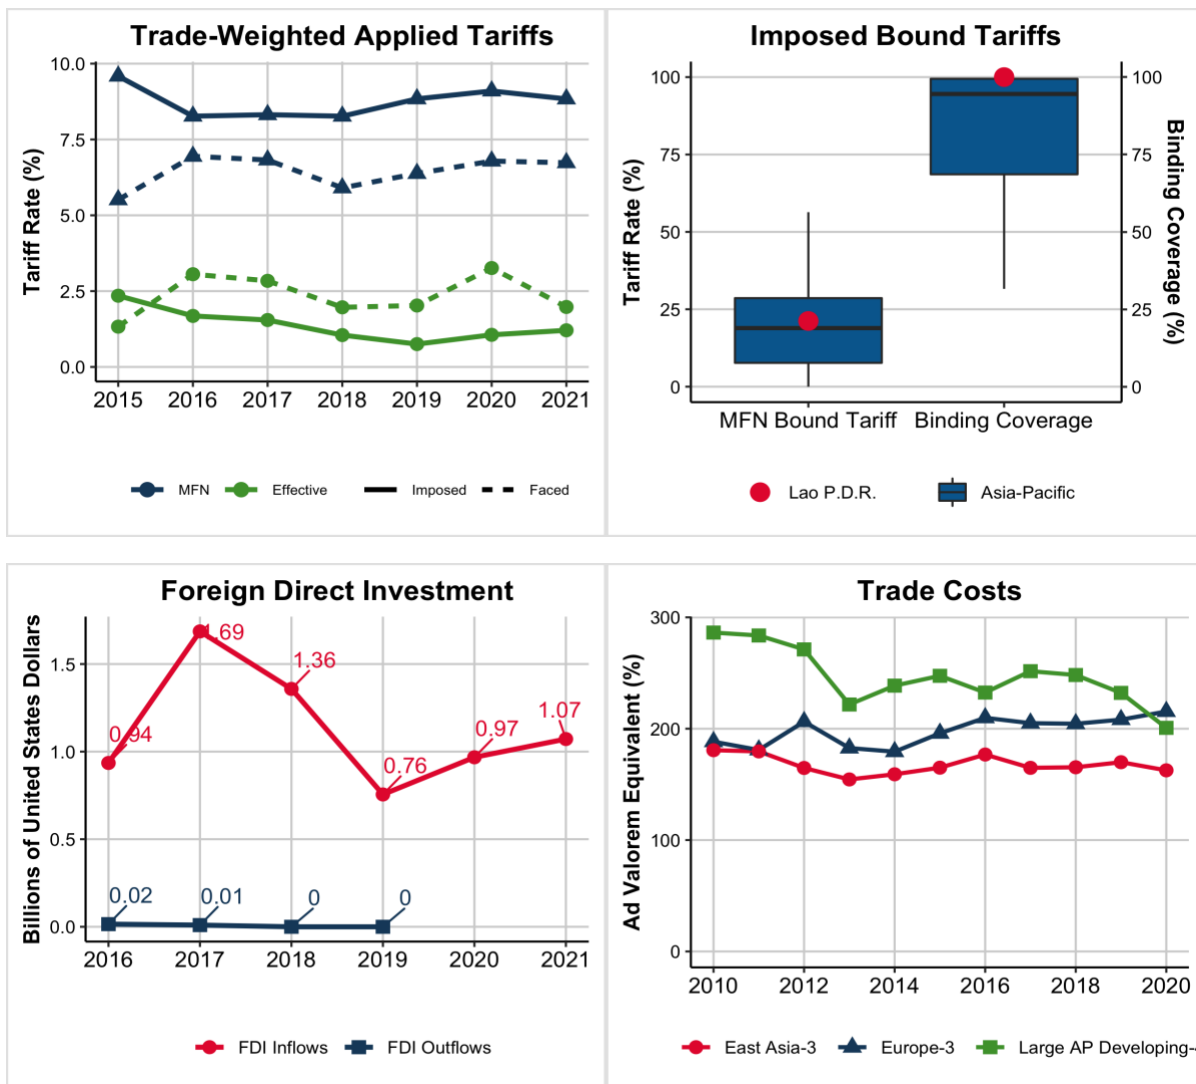 Trade-Weighted Applied Tariffs
Tariff Rate (%)
10.0
7.5
5.0
2.5
0.0
2015 2016 2017 2018 2019 2020 2021
MFN Effective Imposed Faced
Imposed Bound Tariffs
Tariff Rate (%)
100
75
50
25
0
Binding Coverage (%)
100
75
50
25
0
MFN Bound Tariff Binding Coverage
Lao P.D.R. Asia-Pacific
Foreign Direct Investment
Billions of United States Dollars
1.5
1.0
0.5
0.0
0.94
1.69
1.36
0.76
0.97
1.07
0.02
0.01
0
0
2016 2017 2018 2019 2020 2021
FDI Inflows FDI Outflows
Trade Costs
Ad Valorem Equivalent (%)
300
200
100
0
2010 2012 2014 2016 2018 2020
East Asia-3 Europe-3 Large AP Developing-